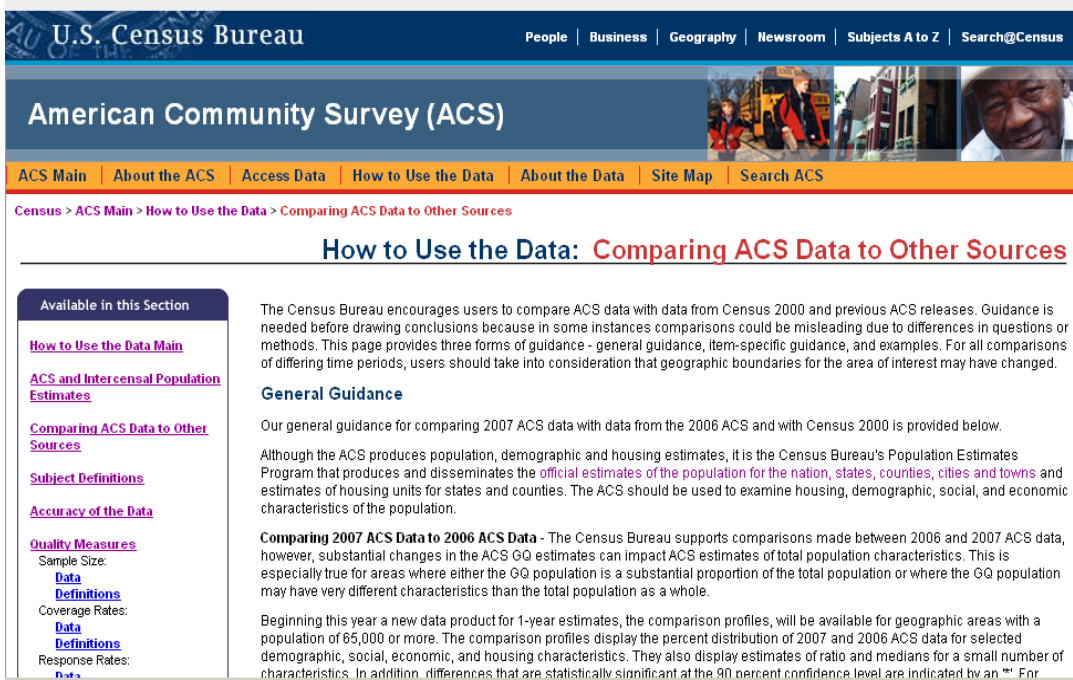 U.S. Census Bureau
People | Business | Geography | Newsroom | Subjects A to Z | Search@Census
American Community Survey (ACS)
ACS Main | About the ACS | Access Data | How to Use the Data | About the Data | Site Map | Search ACS
Census > ACS Main > How to Use the Data > Comparing ACS Data to Other Sources
How to Use the Data: Comparing ACS Data to Other Sources
Available in this Section
How to Use the Data Main
ACS and Intercensal Population
Estimates
Comparing ACS Data to Other
Sources
Subject Definitions
Accuracy of the Data
Quality Measures
Sample Size:
Data
Definitions
Coverage Rates:
Data
Definitions
Response Rates:
Data
The Census Bureau encourages users to compare ACS data with data from Census 2000 and previous ACS releases. Guidance is
needed before drawing conclusions because in some instances comparisons could be misleading due to differences in questions or
methods. This page provides three forms of guidance - general guidance, item-specific guidance, and examples. For all comparisons
of differing time periods, users should take into consideration that geographic boundaries for the area of interest may have changed.
General Guidance
Our general guidance for comparing 2007 ACS data with data from the 2006 ACS and with Census 2000 is provided below.
Although the ACS produces population, demographic and housing estimates, it is the Census Bureau's Population Estimates
Program that produces and disseminates the official estimates of the population for the nation, states, counties, cities and towns and
estimates of housing units for states and counties. The ACS should be used to examine housing, demographic, social, and economic
characteristics of the population.
Comparing 2007 ACS Data to 2006 ACS Data - The Census Bureau supports comparisons made between 2006 and 2007 ACS data,
however, substantial changes in the ACS GQ estimates can impact ACS estimates of total population characteristics. This is
especially true for areas where either the GQ population is a substantial proportion of the total population or where the GQ population
may have very different characteristics than the total population as a whole.
Beginning this year a new data product for 1-year estimates, the comparison profiles, will be available for geographic areas with a
population of 65,000 or more. The comparison profiles display the percent distribution of 2007 and 2006 ACS data for selected
demographic, social, economic, and housing characteristics. They also display estimates of ratio and medians for a small number of
characteristics. In addition, differences that are statistically significant at the 90 percent confidence level are indicated by an "*". For